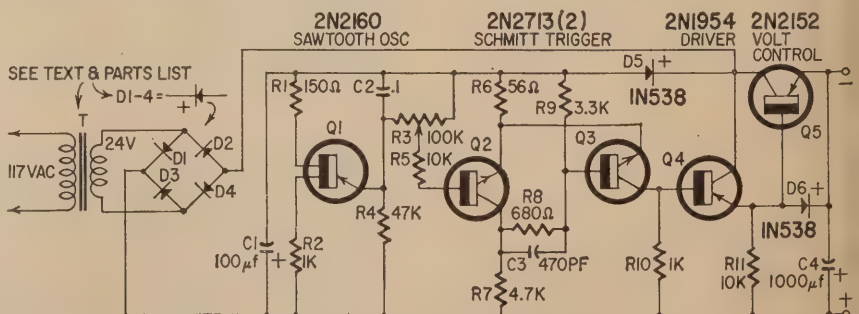 2N2160
SAWTOOTH OSC
2N2713(2)
SCHMITT TRIGGER
2N1954
DRIVER
2N2152
VOLT
CONTROL
SEE TEXT & PARTS LIST
D1-4=
+
T
117VAC
24V
D1
D2
D3
D4
R1
150Ω
C2
.1
Q1
R3
100K
R5
10K
R6
56Ω
R9
3.3K
D5
+
1N538
Q2
Q3
Q4
Q5
R8
680Ω
R4
47K
R2
1K
C1
100µf
+
C3
470PF
R7
4.7K
R10
1K
R11
10K
D6
+
1N538
C4
1000µf
+
−
+